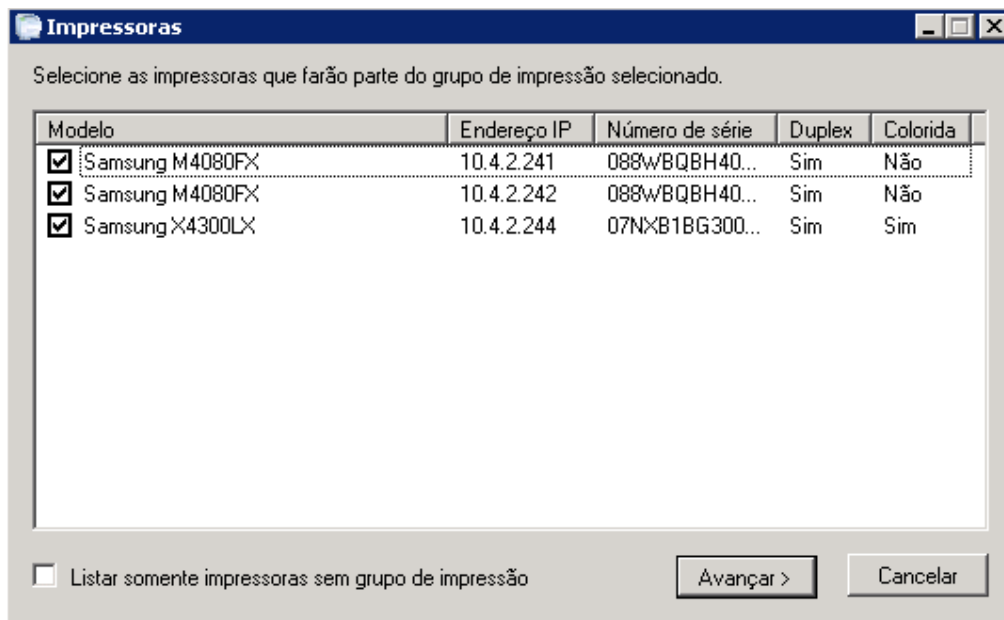 Impressoras
Selecione as impressoras que farão parte do grupo de impressão selecionado.
Modelo Endereço IP Número de série Duplex Colorida
Samsung M4080FX 10.4.2.241 088WBQBH40... Sim Não
Samsung M4080FX 10.4.2.242 088WBQBH40... Sim Não
Samsung X4300LX 10.4.2.244 07NXB1BG300... Sim Sim
Listar somente impressoras sem grupo de impressão Avançar > Cancelar